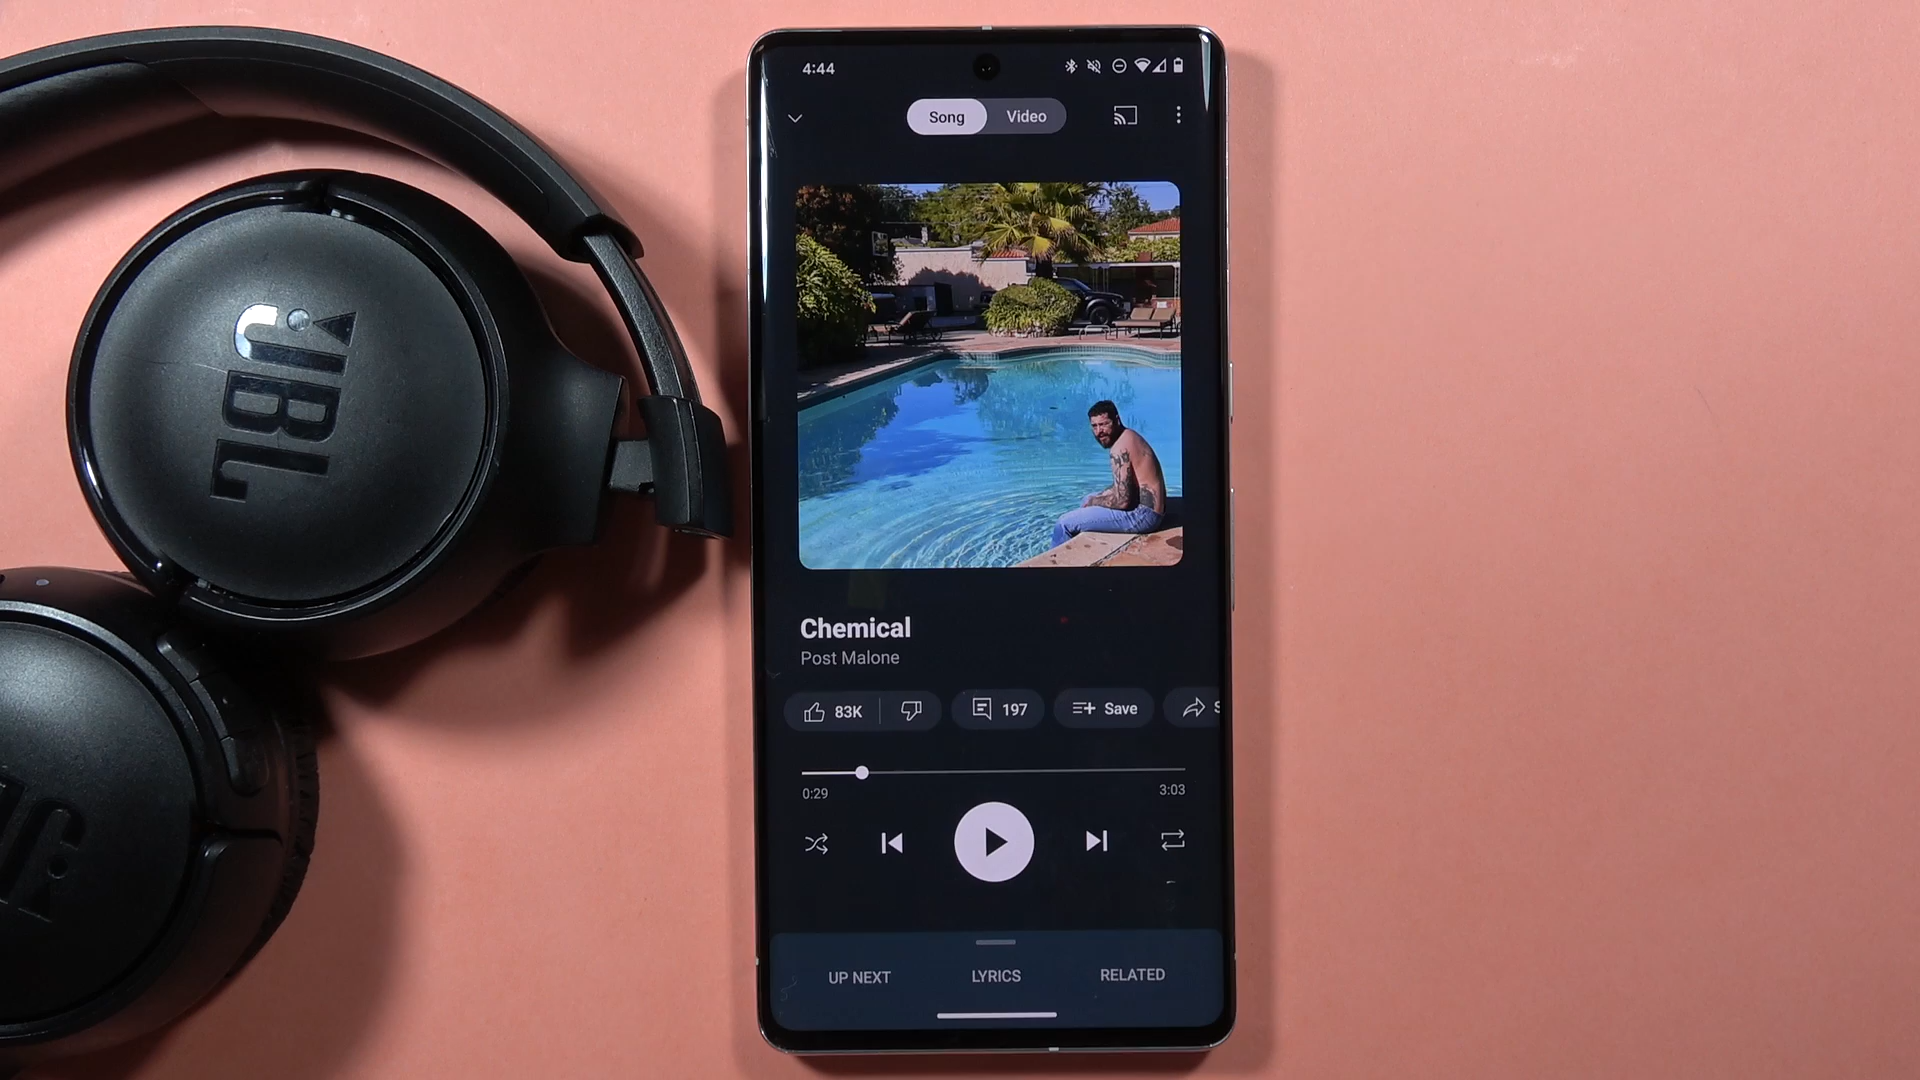 JBL
4:44
Song Video
Chemical
Post Malone
83K 197 Save S
0:29 3:03
UP NEXT LYRICS RELATED